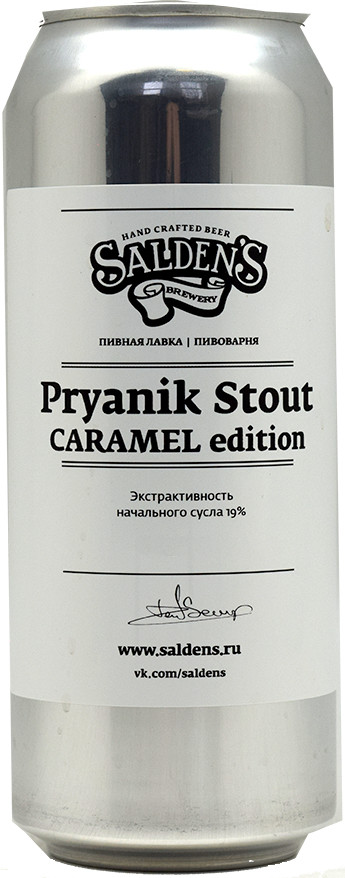 HAND CRAFTED BEER
SALDEN'S
BREWERY
ПИВНАЯ ЛАВКА | ПИВОВАРНЯ
Pryanik Stout
CARAMEL edition
Экстрактивность
начального сусла 19%
www.saldens.ru
vk.com/saldens